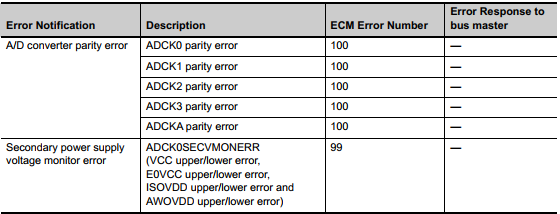 Error Notification Description ECM Error Number Error Response to bus master
A/D converter parity error ADCK0 parity error 100 —
ADCK1 parity error 100 —
ADCK2 parity error 100 —
ADCK3 parity error 100 —
ADCKA parity error 100 —
Secondary power supply voltage monitor error ADCK0SECVMONERR 99 —
(VCC upper/lower error,
E0VCC upper/lower error,
ISOVDD upper/lower error and
AWOVDD upper/lower error)